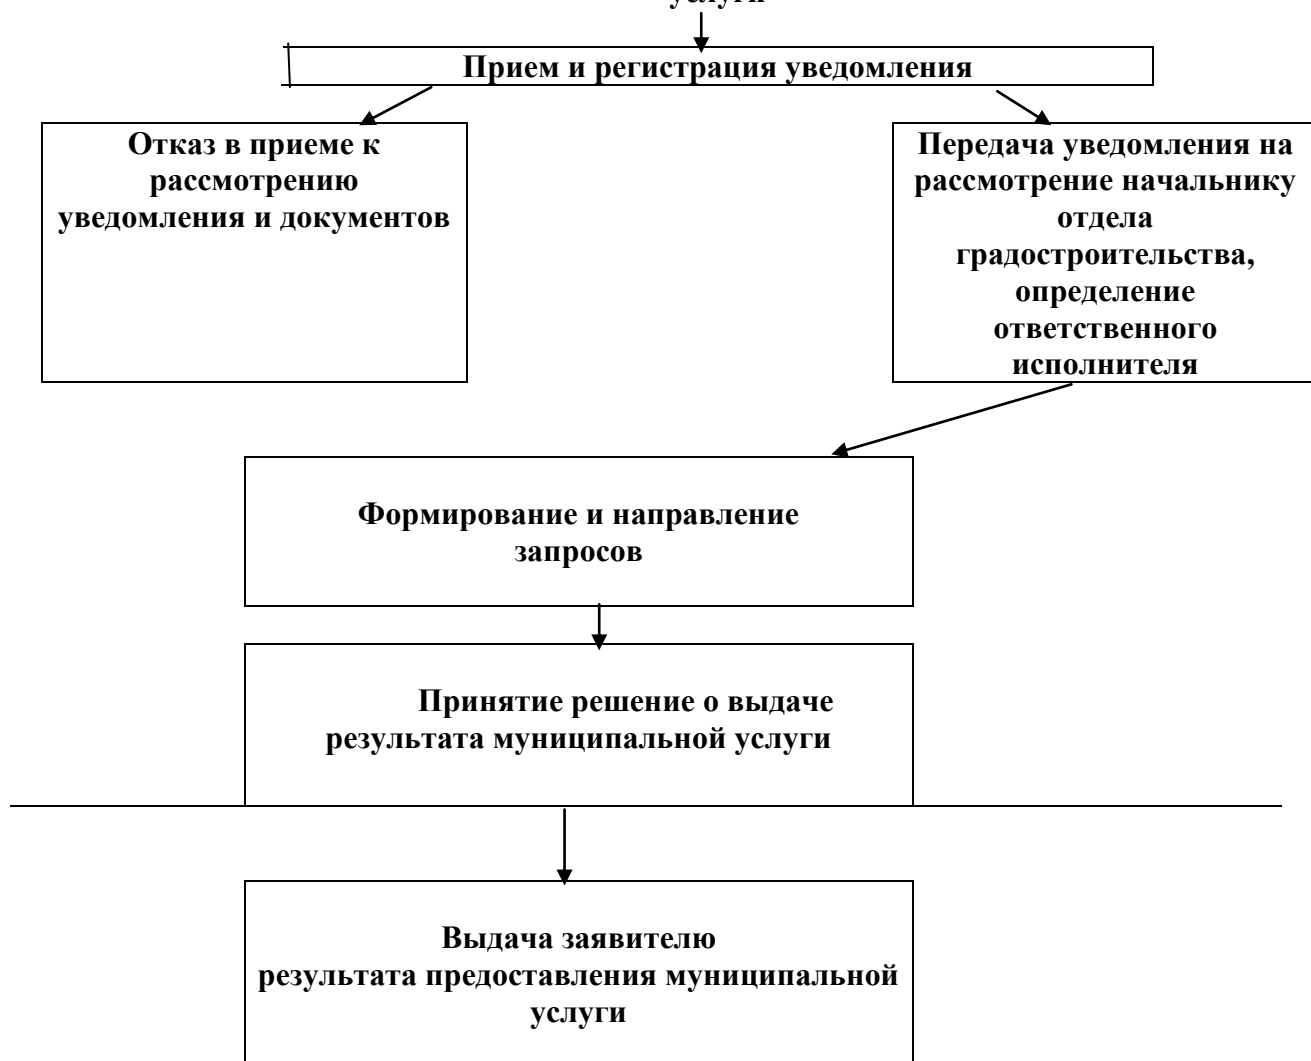 услуги
Прием и регистрация уведомления
Отказ в приеме к
рассмотрению
уведомления и документов
Передача уведомления на
рассмотрение начальнику
отдела
градостроительства,
определение
ответственного
исполнителя
Формирование и направление
запросов
Принятие решение о выдаче
результата муниципальной услуги
Выдача заявителю
результата предоставления муниципальной
услуги